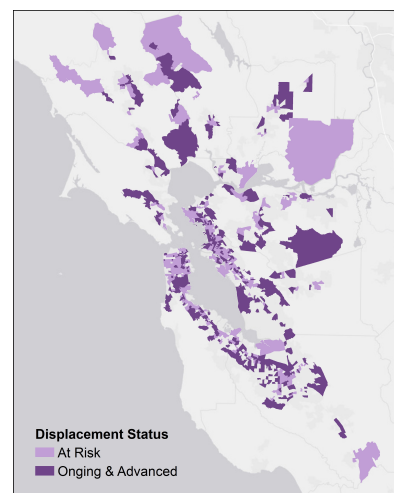 Displacement Status
At Risk
Onging & Advanced